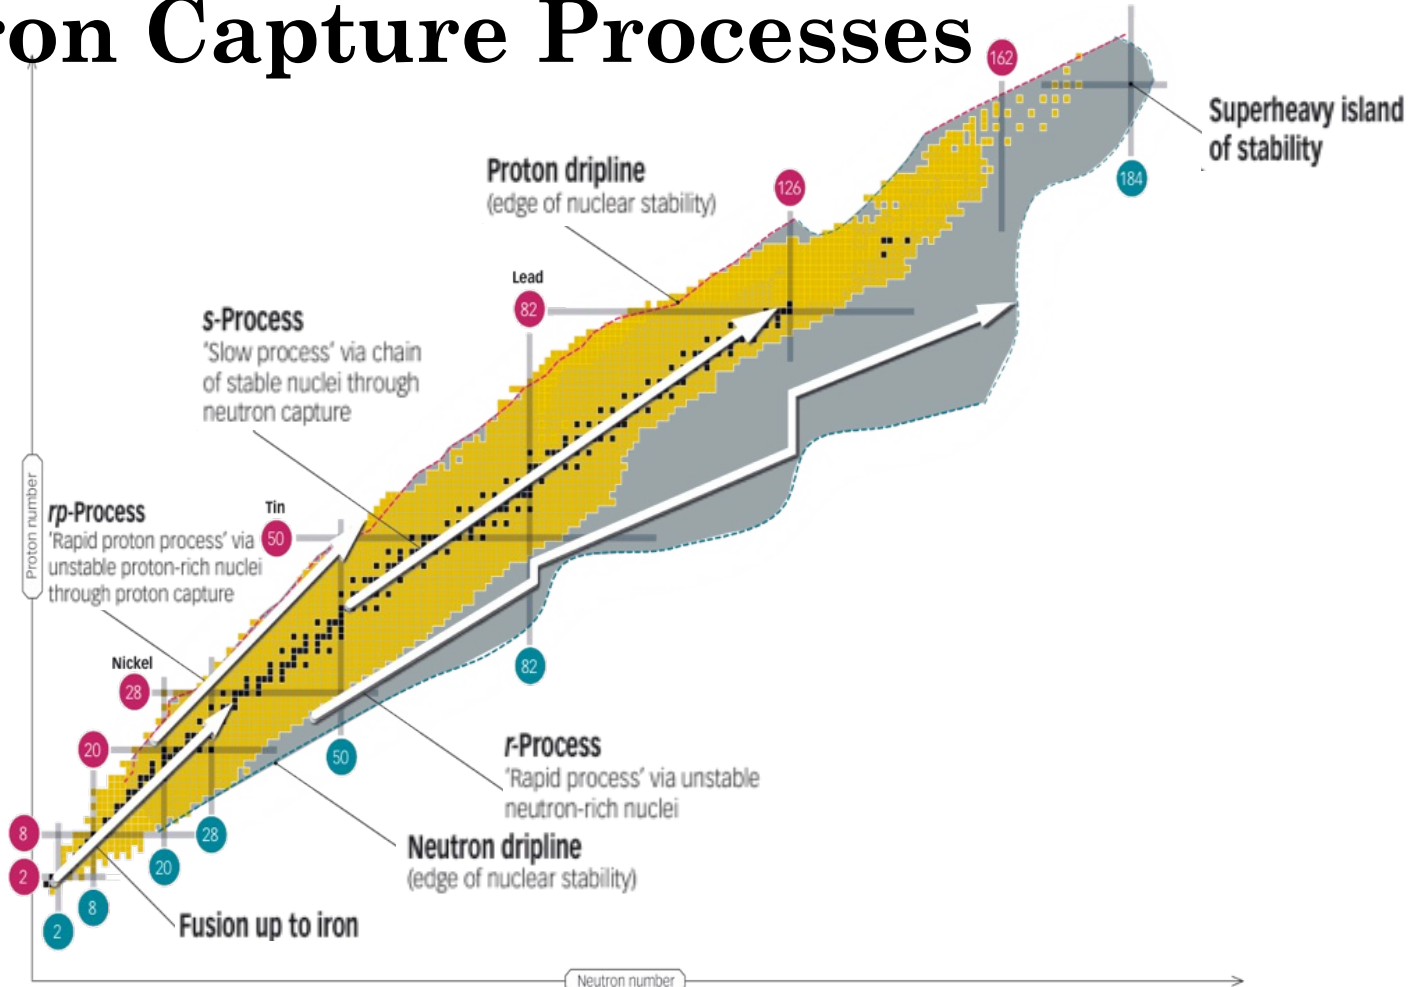 ron Capture Processes
162
Superheavy island
of stability
184
Proton dripline
(edge of nuclear stability)
126
Lead
82
s-Process
'Slow process' via chain
of stable nuclei through
neutron capture
rp-Process
'Rapid proton process' via
unstable proton-rich nuclei
through proton capture
Tin
50
Proton number
Nickel
28
82
20
50
r-Process
'Rapid process' via unstable
neutron-rich nuclei
8
28
Neutron dripline
(edge of nuclear stability)
20
2
8
Fusion up to iron
2
Neutron number